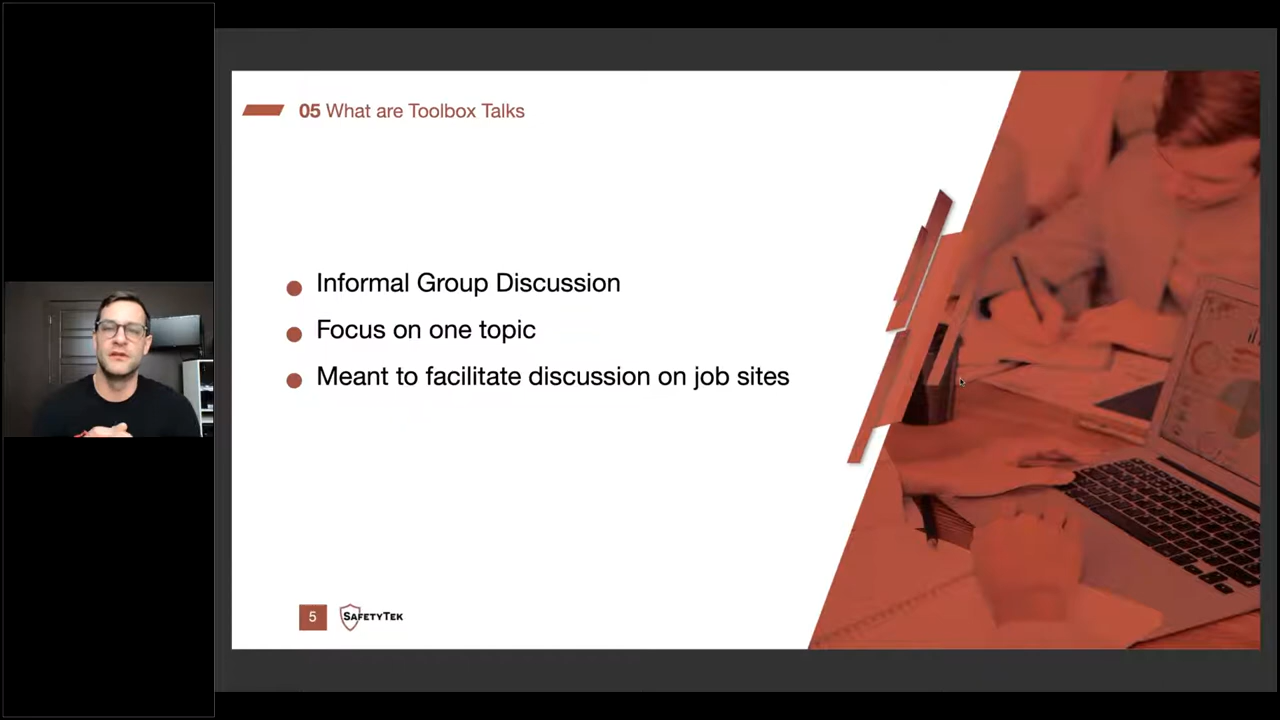 05 What are Toolbox Talks
Informal Group Discussion
Focus on one topic
Meant to facilitate discussion on job sites
5
SAFETYTEK